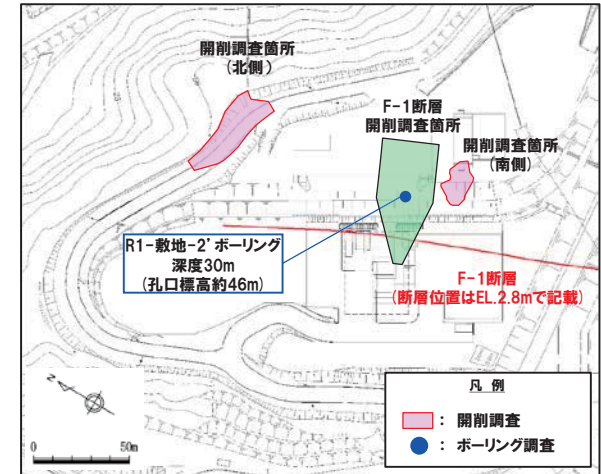 開削調査箇所
(北側)
F-1断層
開削調査箇所
開削調査箇所
(南側)
R1-敷地-2'ボーリング
深度30m
(孔口標高約46m)
F-1断層
(断層位置はEL.2.8mで記載)
N
0 50m
凡 例
: 開削調査
: ボーリング調査